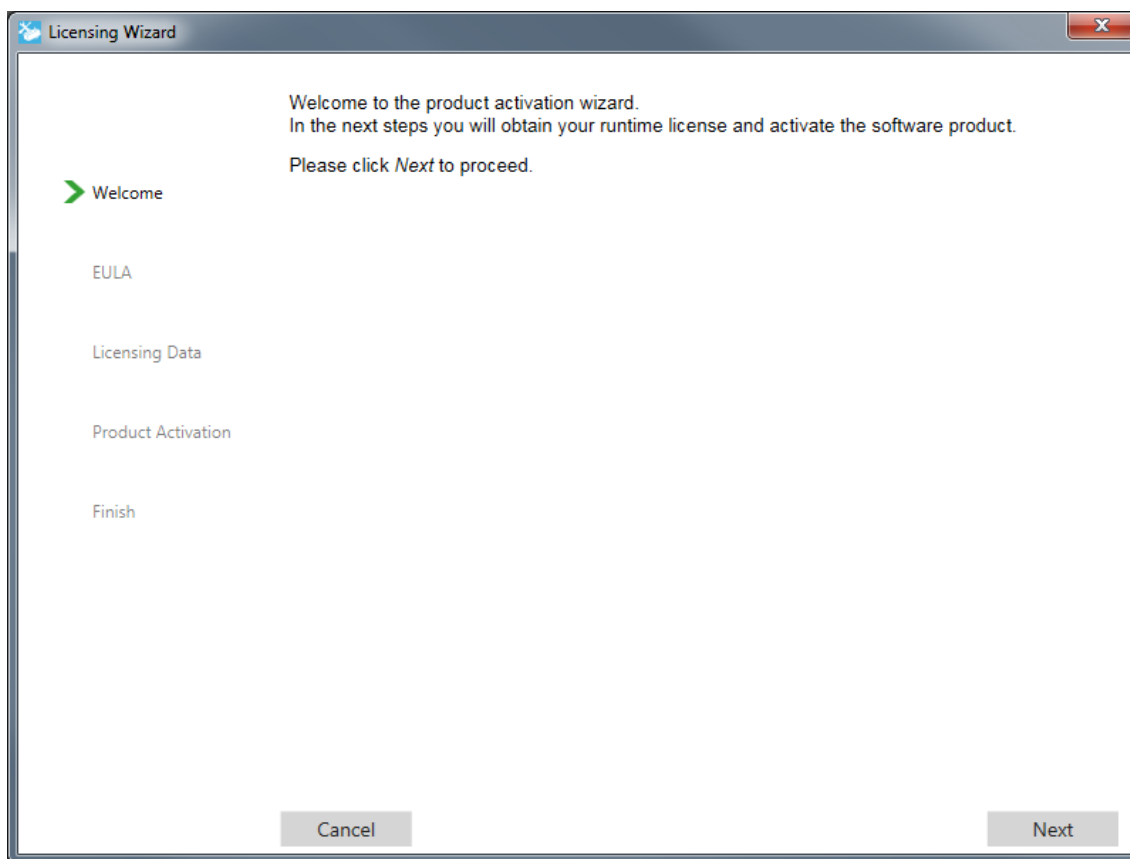 Licensing Wizard
Welcome to the product activation wizard.
In the next steps you will obtain your runtime license and activate the software product.
Please click Next to proceed.
Welcome
EULA
Licensing Data
Product Activation
Finish
Cancel
Next